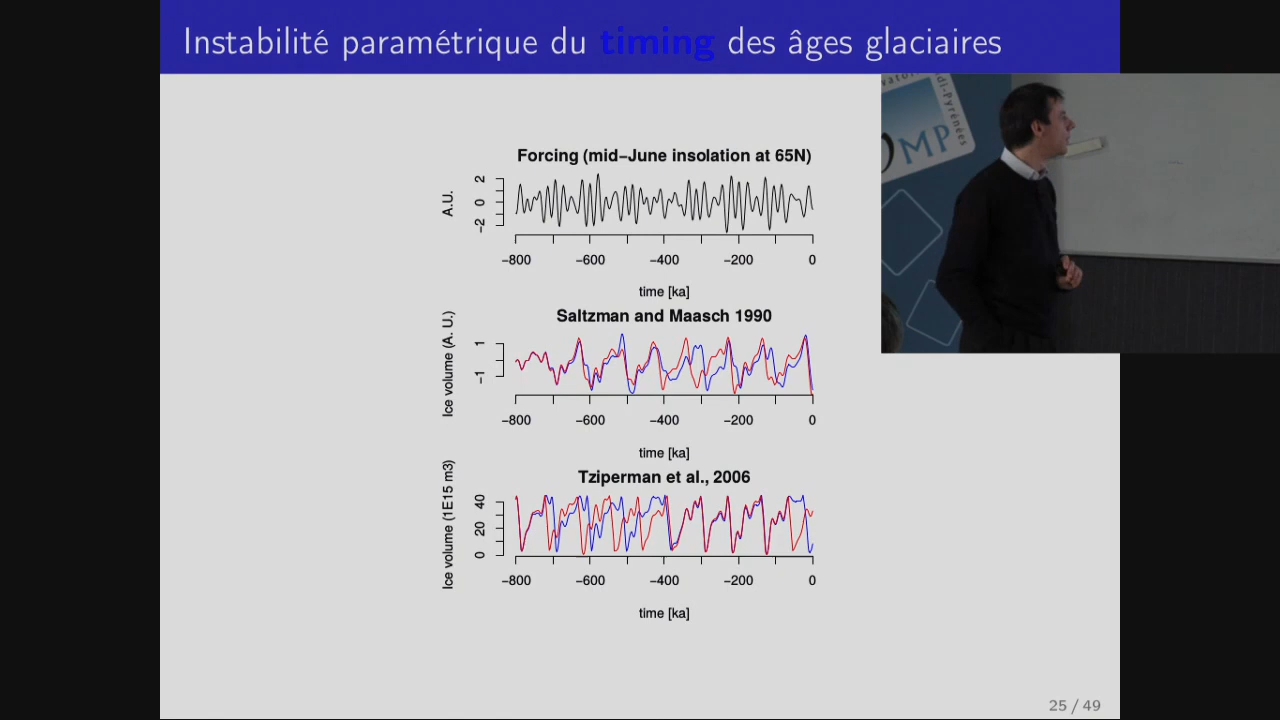 Instabilité paramétrique du timing des âges glaciaires
Forcing (mid−June insolation at 65N)
A.U.
2
0
−2
−800 −600 −400 −200 0
time [ka]
Saltzman and Maasch 1990
Ice volume (A. U.)
1
−1
−800 −600 −400 −200 0
time [ka]
Tziperman et al., 2006
Ice volume (1E15 m3)
40
20
0
−800 −600 −400 −200 0
time [ka]
25 / 49
di-Pyrénées
OMP